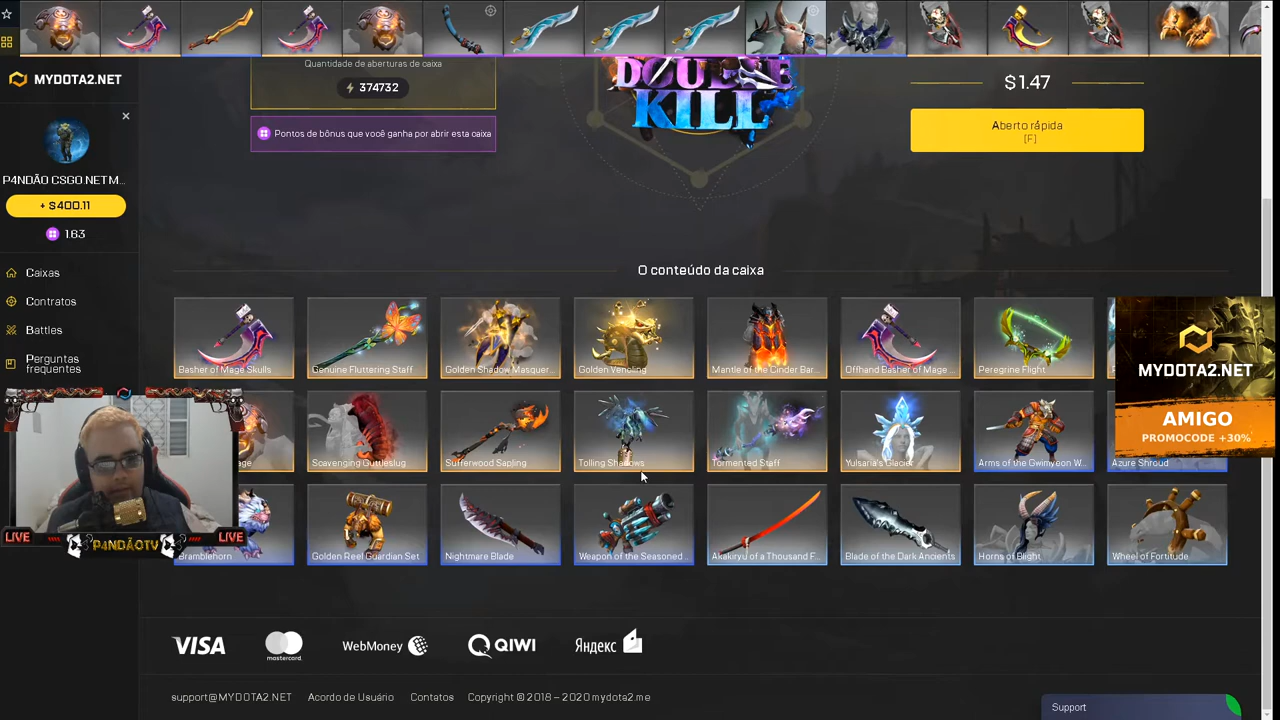 MYDOTA2.NET
P4NDÃO CSGO NET M...
+ $400.11
163
Caixas
Contratos
Battles
Perguntas
frequentes
Quantidade de aberturas de caixa
374732
Pontos de bônus que você ganha por abrir esta caixa
DOUBLE
KILL
$ 1.47
Aberto rápida
[F]
O conteúdo da caixa
Basher of Mage Skulls
Genuine Fluttering Staff
Golden Shadow Masquer...
Golden Venoling
Mantle of the Cinder Bar...
Offhand Basher of Mage ...
Peregrine Flight
Scavenging Guttleslug
Sufferwood Sapling
Tolling Shadows
Tormented Staff
Yulsaria's Glacier
Arms of the Gwimyeon W...
Azure Shroud
Bramblehorn
Golden Reel Guardian Set
Nightmare Blade
Weapon of the Seasoned ...
Akakiryu of a Thousand F...
Blade of the Dark Ancients
Horns of Blight
Wheel of Fortitude
MYDOTA2.NET
AMIGO
PROMOCODE +30%
LIVE
P4NDÃOTV
LIVE
VISA
mastercard.
WebMoney
QIWI
Яндекс
support@MYDOTA2.NET
Acordo de Usuário
Contatos
Copyright © 2018 – 2020 mydota2.me
Support